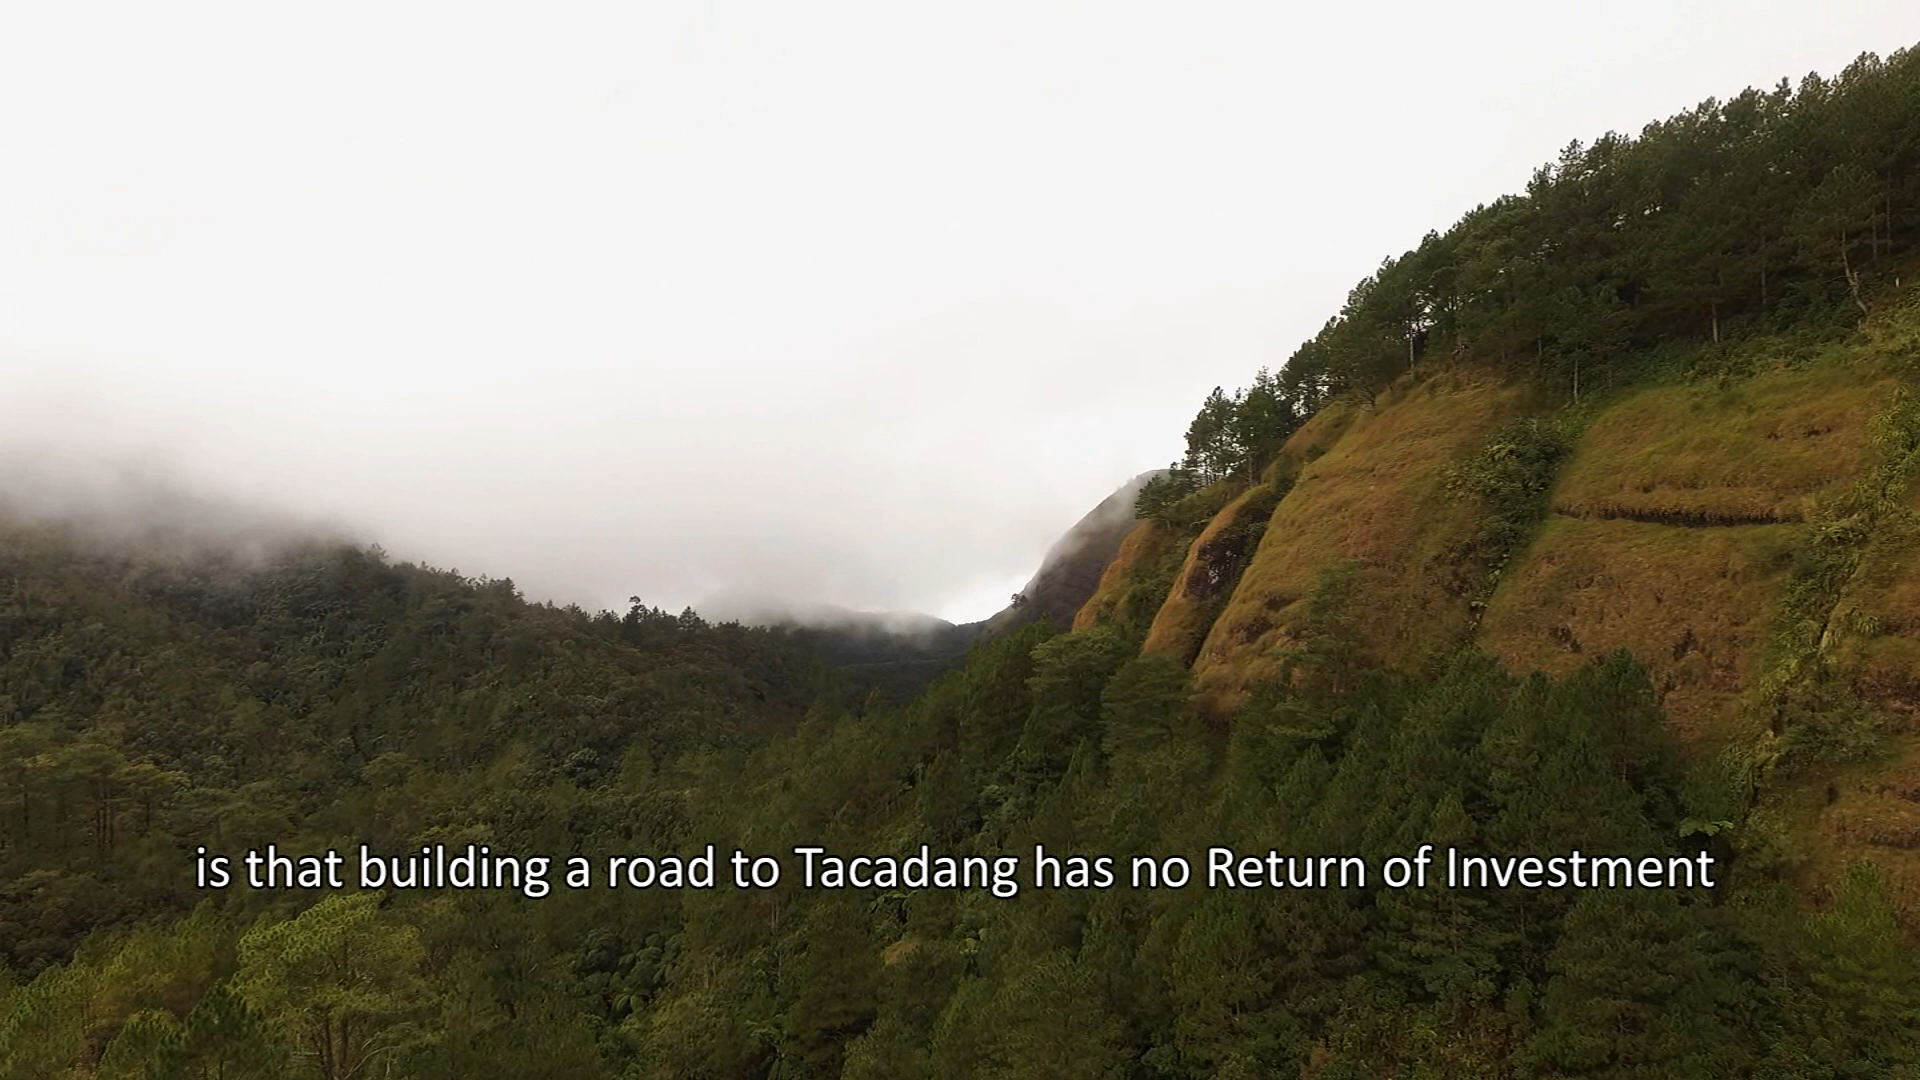 is that building a road to Tacadang has no Return of Investment